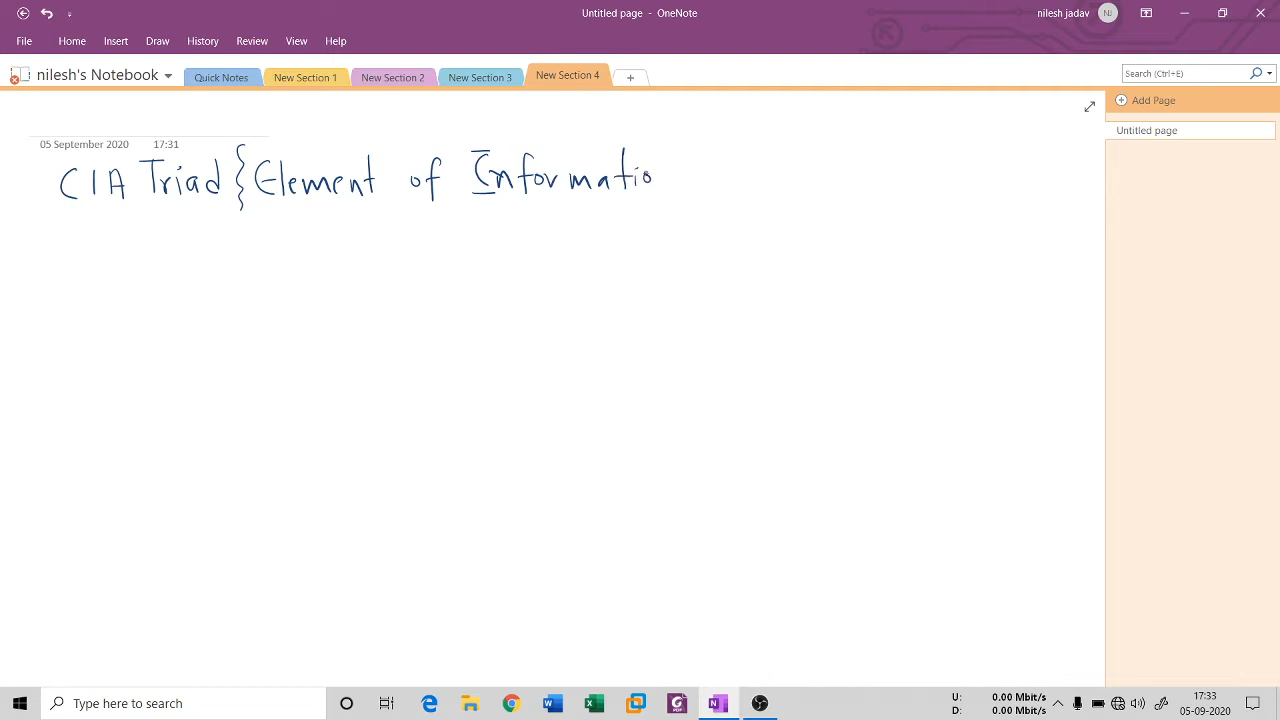 Untitled page - OneNote
nilesh jadav NJ
File Home Insert Draw History Review View Help
nilesh's Notebook Quick Notes New Section 1 New Section 2 New Section 3 New Section 4 +
Search (Ctrl+E)
Add Page
Untitled page
05 September 2020 17:31
CIA Triad { Element of Informatio
Type here to search
U: 0.00 Mbit/s
D: 0.00 Mbit/s
17:33
05-09-2020